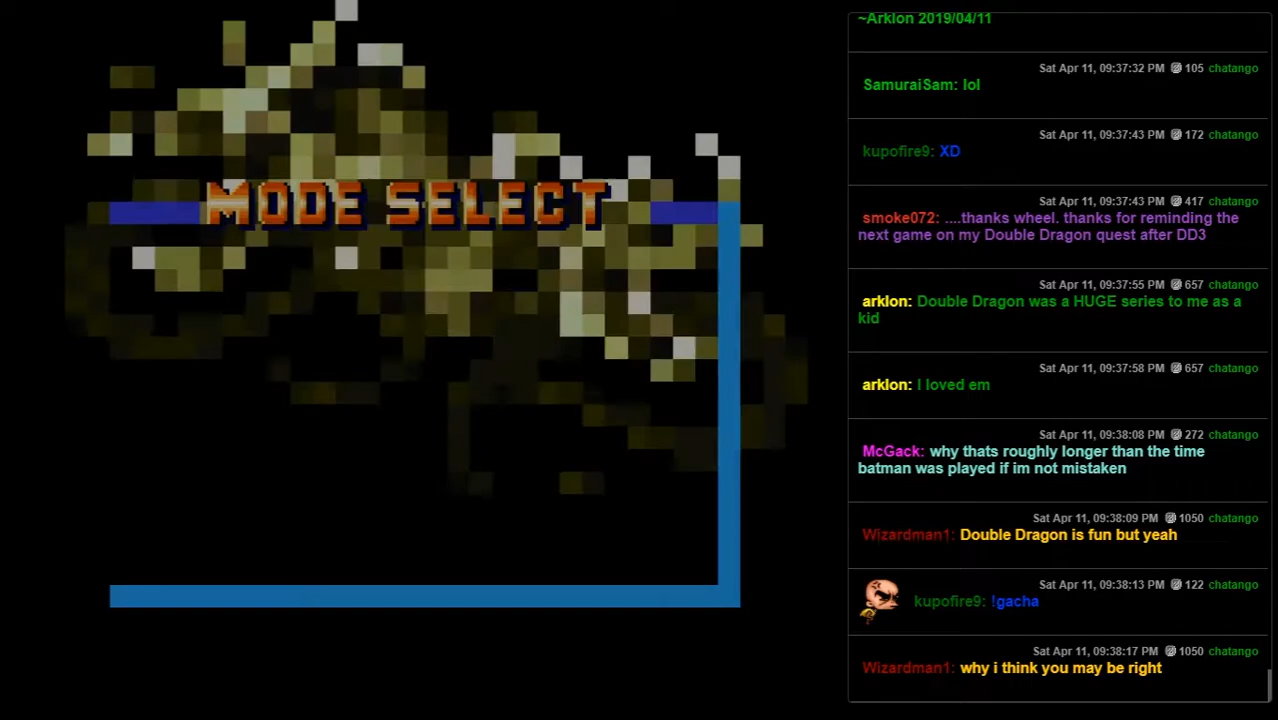 MODE SELECT
~Arklon 2019/04/11
Sat Apr 11, 09:37:32 PM 105 chatango
SamuraiSam: lol
Sat Apr 11, 09:37:43 PM 172 chatango
kupofire9: XD
Sat Apr 11, 09:37:43 PM 417 chatango
smoke072: ....thanks wheel. thanks for reminding the
next game on my Double Dragon quest after DD3
Sat Apr 11, 09:37:55 PM 657 chatango
arklon: Double Dragon was a HUGE series to me as a
kid
Sat Apr 11, 09:37:58 PM 657 chatango
arklon: I loved em
Sat Apr 11, 09:38:08 PM 272 chatango
McGack: why thats roughly longer than the time
batman was played if im not mistaken
Sat Apr 11, 09:38:09 PM 1050 chatango
Wizardman1: Double Dragon is fun but yeah
Sat Apr 11, 09:38:13 PM 122 chatango
kupofire9: !gacha
Sat Apr 11, 09:38:17 PM 1050 chatango
Wizardman1: why i think you may be right